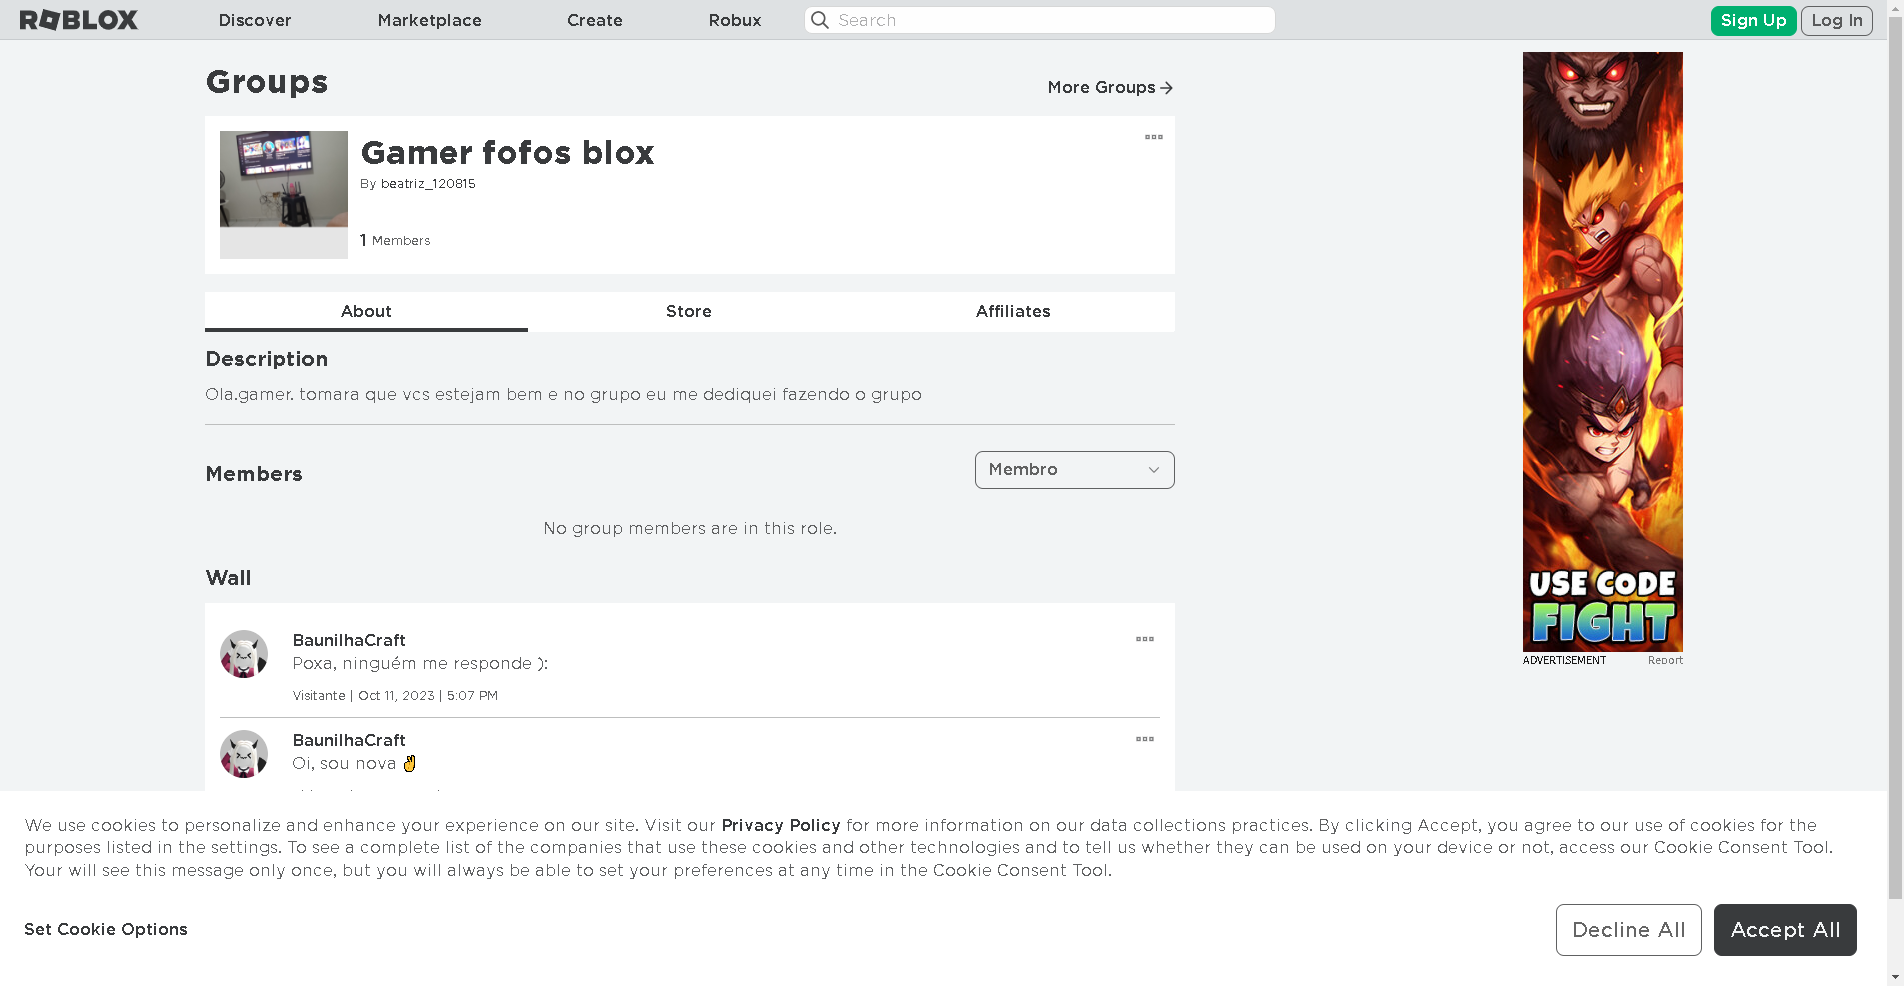 ROBLOX Discover Marketplace Create Robux Search Sign Up Log In
Groups
More Groups
Gamer fofos blox
By beatriz_120815
1 Members
About Store Affiliates
Description
Ola.gamer. tomara que vcs estejam bem e no grupo eu me dediquei fazendo o grupo
Members
Membro
No group members are in this role.
Wall
BaunilhaCraft
Poxa, ninguém me responde ):
Visitante | Oct 11, 2023 | 5:07 PM
BaunilhaCraft
Oi, sou nova ✌
USE CODE
FIGHT
ADVERTISEMENT Report
We use cookies to personalize and enhance your experience on our site. Visit our Privacy Policy for more information on our data collections practices. By clicking Accept, you agree to our use of cookies for the
purposes listed in the settings. To see a complete list of the companies that use these cookies and other technologies and to tell us whether they can be used on your device or not, access our Cookie Consent Tool.
Your will see this message only once, but you will always be able to set your preferences at any time in the Cookie Consent Tool.
Set Cookie Options
Decline All
Accept All